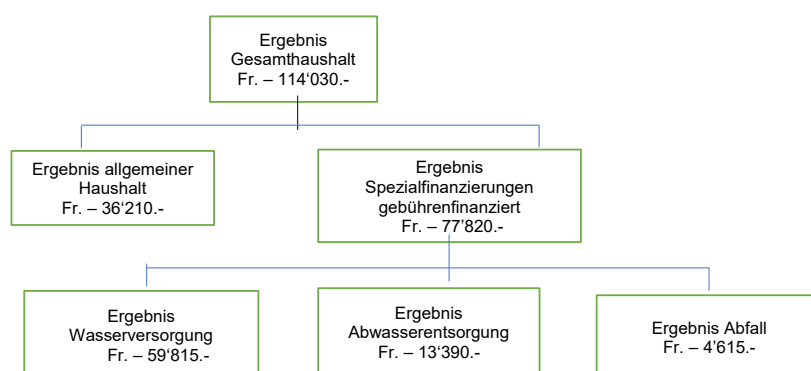 Ergebnis
Gesamthaushalt
Fr. – 114‘030.-
Ergebnis allgemeiner
Haushalt
Fr. – 36‘210.-
Ergebnis
Spezialfinanzierungen
gebührenfinanziert
Fr. – 77’820.-
Ergebnis
Wasserversorgung
Fr. – 59‘815.-
Ergebnis
Abwasserentsorgung
Fr. – 13‘390.-
Ergebnis Abfall
Fr. – 4‘615.-